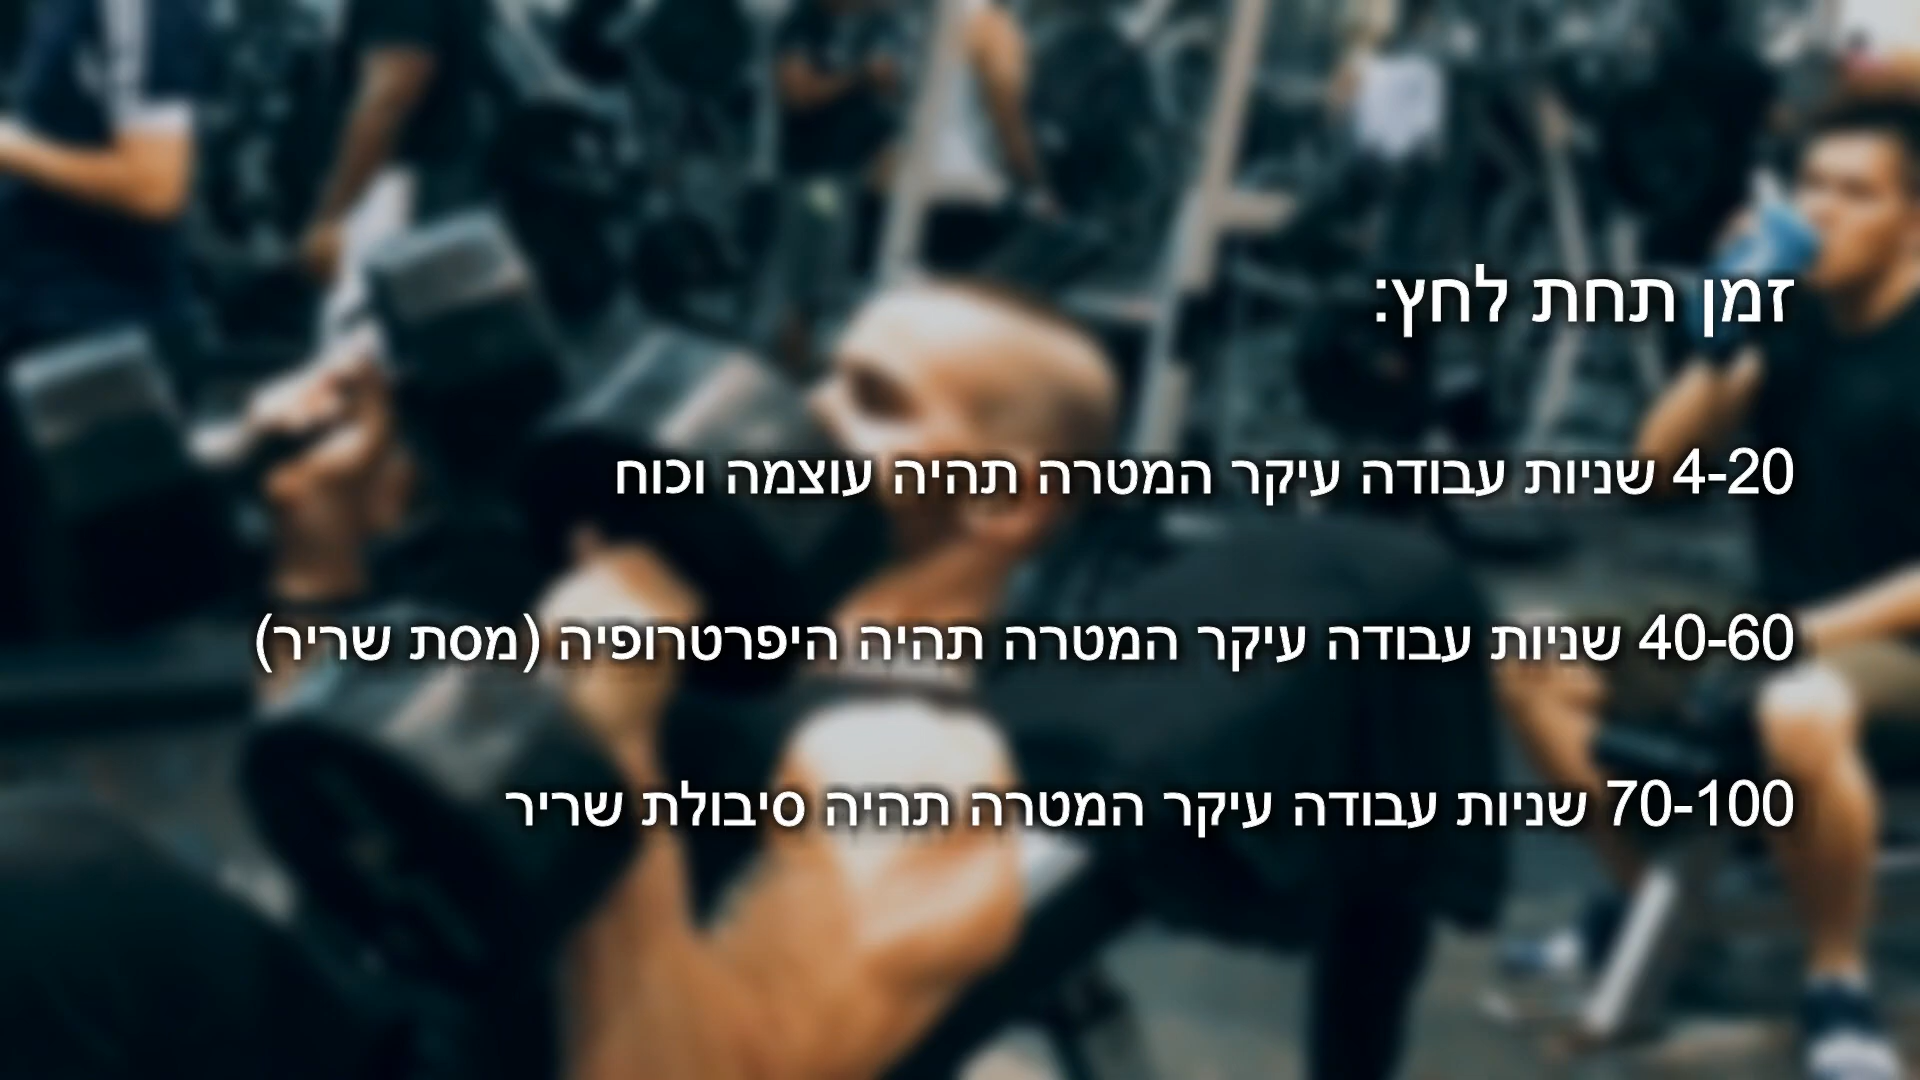 זמן תחת לחץ:
4-20 שניות עבודה עיקר המטרה תהיה עוצמה וכוח
40-60 שניות עבודה עיקר המטרה תהיה היפרטרופיה (מסת שריר)
70-100 שניות עבודה עיקר המטרה תהיה סיבולת שריר